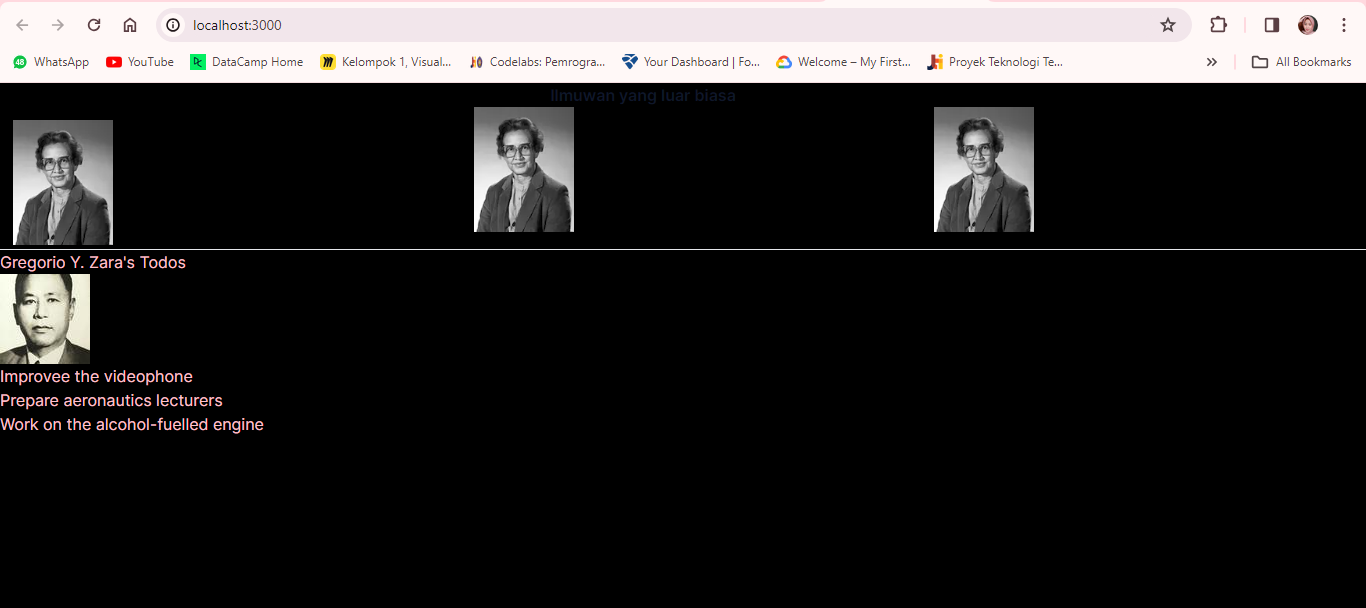 localhost:3000
48 WhatsApp YouTube DataCamp Home Kelompok 1, Visual... Codelabs: Pemrogra... Your Dashboard | Fo... Welcome – My First... Proyek Teknologi Te... » All Bookmarks
Ilmuwan yang luar biasa
Gregorio Y. Zara's Todos
Improvee the videophone
Prepare aeronautics lecturers
Work on the alcohol-fuelled engine